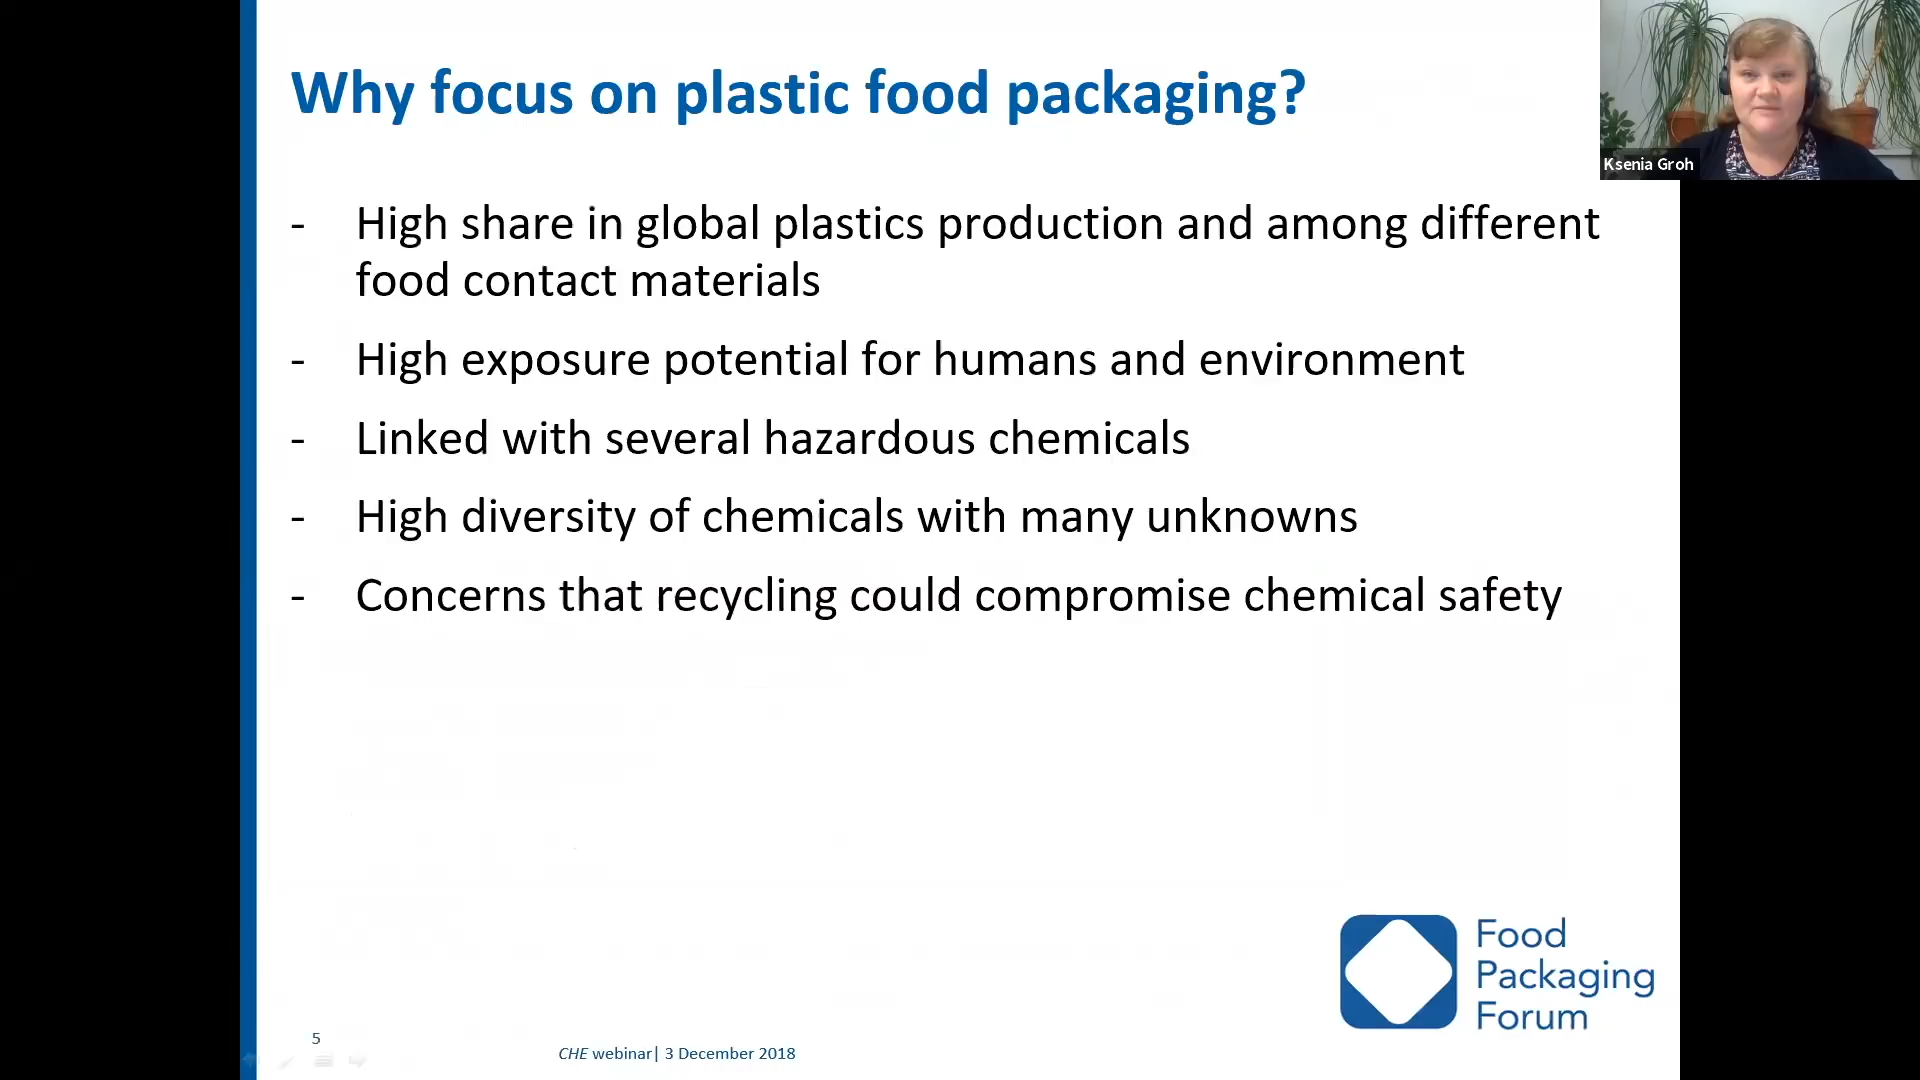 Why focus on plastic food packaging?
Ksenia Groh
- High share in global plastics production and among different
food contact materials
- High exposure potential for humans and environment
- Linked with several hazardous chemicals
- High diversity of chemicals with many unknowns
- Concerns that recycling could compromise chemical safety
Food
Packaging
Forum
5
CHE webinar| 3 December 2018